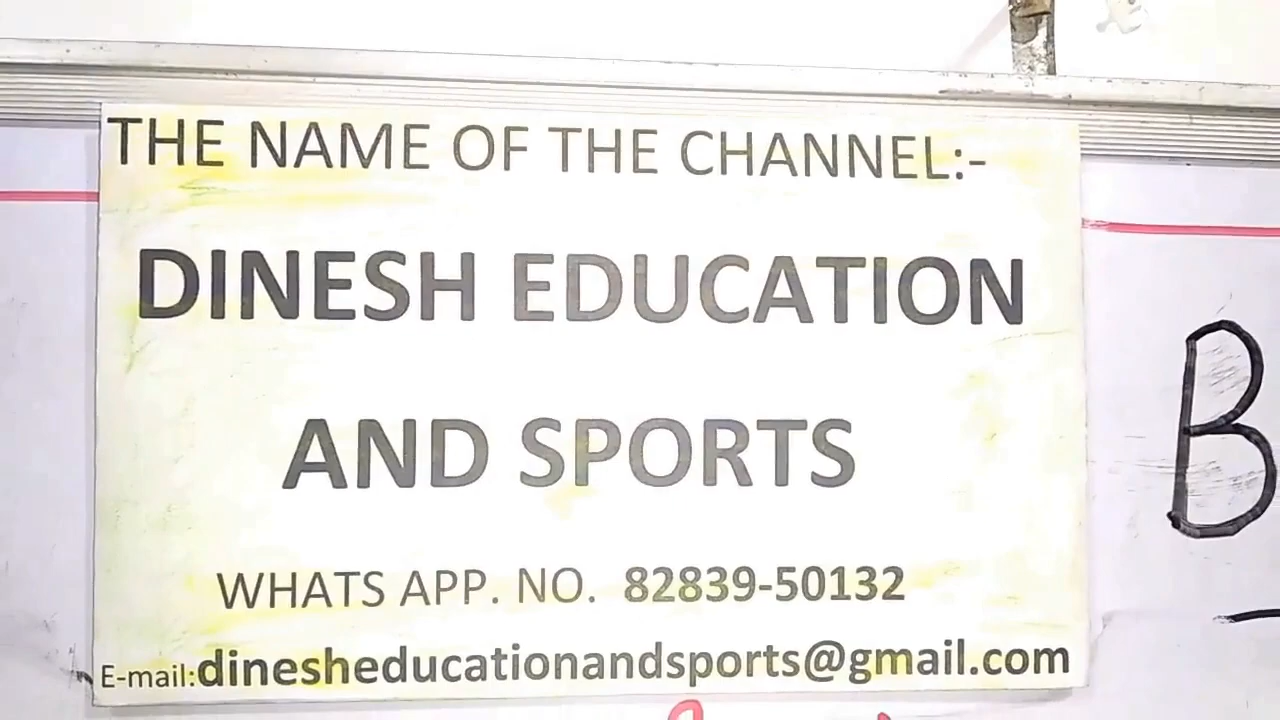 THE NAME OF THE CHANNEL:-
DINESH EDUCATION
AND SPORTS
WHATS APP. NO. 82839-50132
E-mail:dinesheducationandsports@gmail.com
B